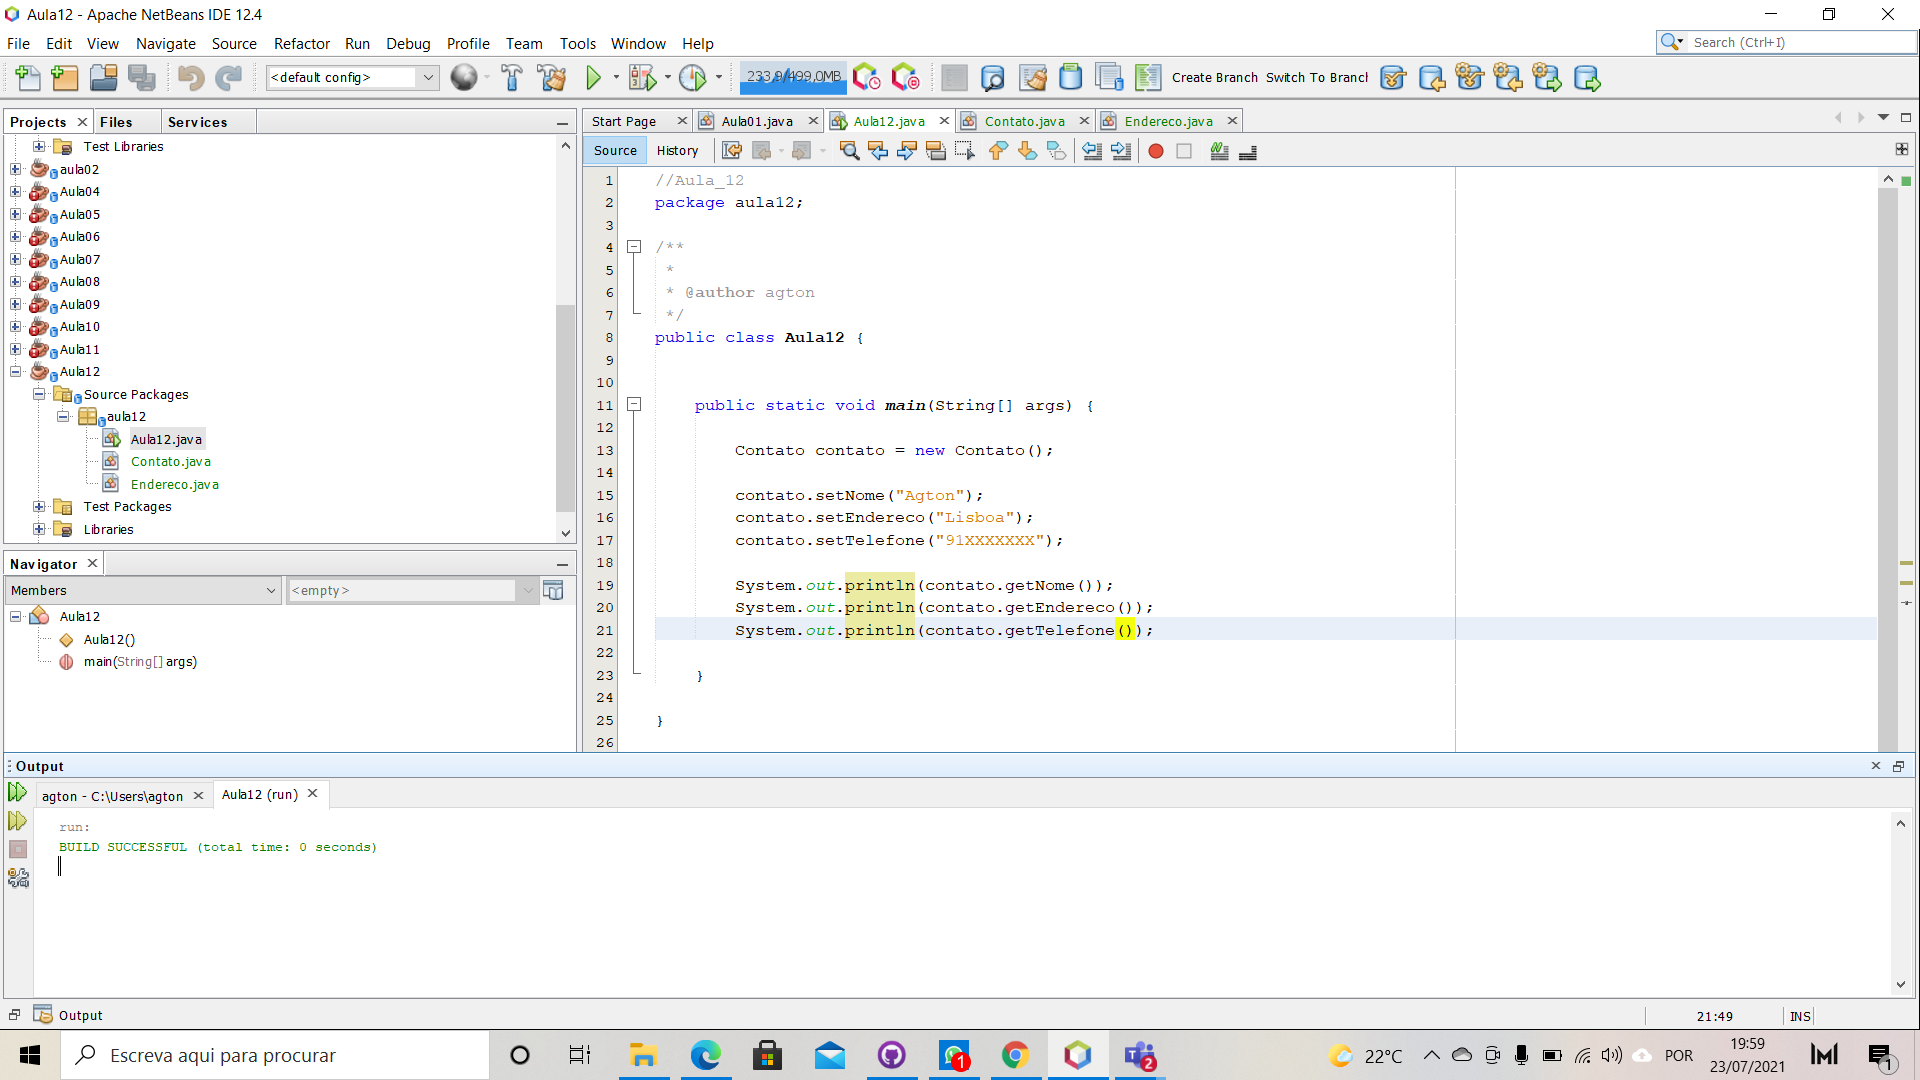 Aula12 - Apache NetBeans IDE 12.4
File Edit View Navigate Source Refactor Run Debug Profile Team Tools Window Help
Search (Ctrl+I)
<default config>
233,9/499,0MB
Create Branch Switch To Branch
Projects Files Services
Test Libraries
aula02
Aula04
Aula05
Aula06
Aula07
Aula08
Aula09
Aula10
Aula11
Aula12
Source Packages
aula12
Aula12.java
Contato.java
Endereco.java
Test Packages
Libraries
Navigator
Members
<empty>
Aula12
Aula12()
main(String[] args)
Start Page Aula01.java Aula12.java Contato.java Endereco.java
Source History
1 //Aula_12
2 package aula12;
3
4 /**
5 *
6 * @author agton
7 */
8 public class Aula12 {
9
10
11 public static void main(String[] args) {
12
13 Contato contato = new Contato();
14
15 contato.setNome("Agton");
16 contato.setEndereco("Lisboa");
17 contato.setTelefone("91XXXXXXX");
18
19 System.out.println(contato.getNome());
20 System.out.println(contato.getEndereco());
21 System.out.println(contato.getTelefone());
22
23 }
24
25 }
26
Output
agton - C:\Users\agton Aula12 (run)
run:
BUILD SUCCESSFUL (total time: 0 seconds)
Output
21:49 INS
Escreva aqui para procurar
1
2
22°C
POR
19:59
23/07/2021
1